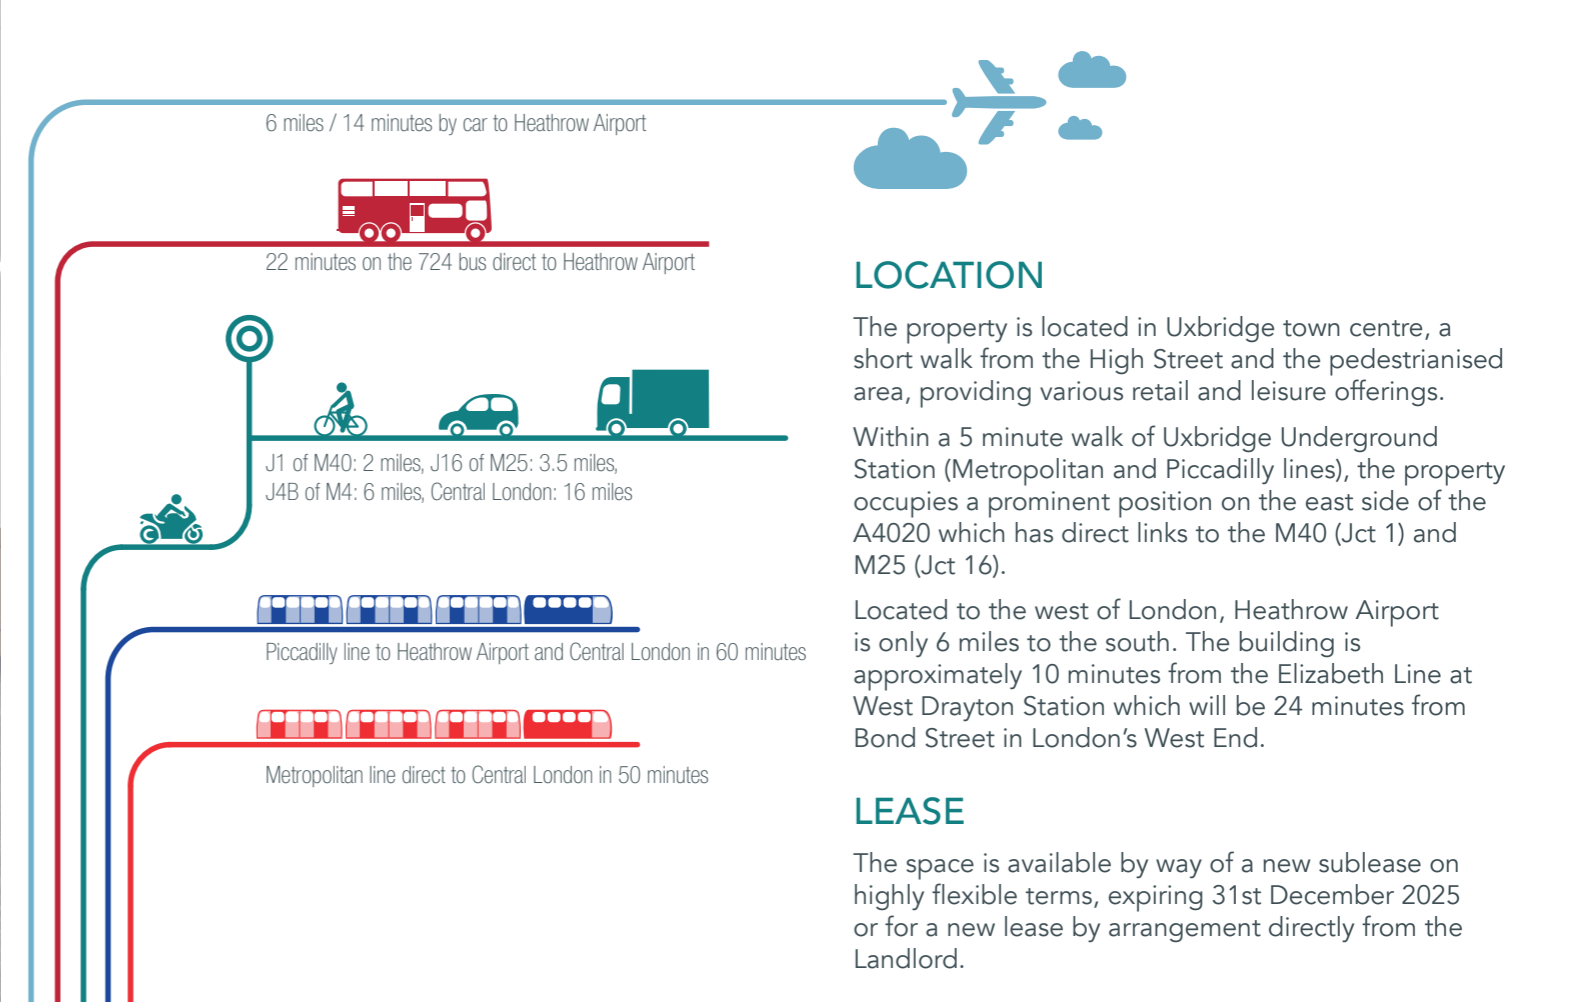 6 miles / 14 minutes by car to Heathrow Airport
22 minutes on the 724 bus direct to Heathrow Airport
J1 of M40: 2 miles, J16 of M25: 3.5 miles,
J4B of M4: 6 miles, Central London: 16 miles
Piccadilly line to Heathrow Airport and Central London in 60 minutes
Metropolitan line direct to Central London in 50 minutes
LOCATION
The property is located in Uxbridge town centre, a
short walk from the High Street and the pedestrianised
area, providing various retail and leisure offerings.
Within a 5 minute walk of Uxbridge Underground
Station (Metropolitan and Piccadilly lines), the property
occupies a prominent position on the east side of the
A4020 which has direct links to the M40 (Jct 1) and
M25 (Jct 16).
Located to the west of London, Heathrow Airport
is only 6 miles to the south. The building is
approximately 10 minutes from the Elizabeth Line at
West Drayton Station which will be 24 minutes from
Bond Street in London’s West End.
LEASE
The space is available by way of a new sublease on
highly flexible terms, expiring 31st December 2025
or for a new lease by arrangement directly from the
Landlord.